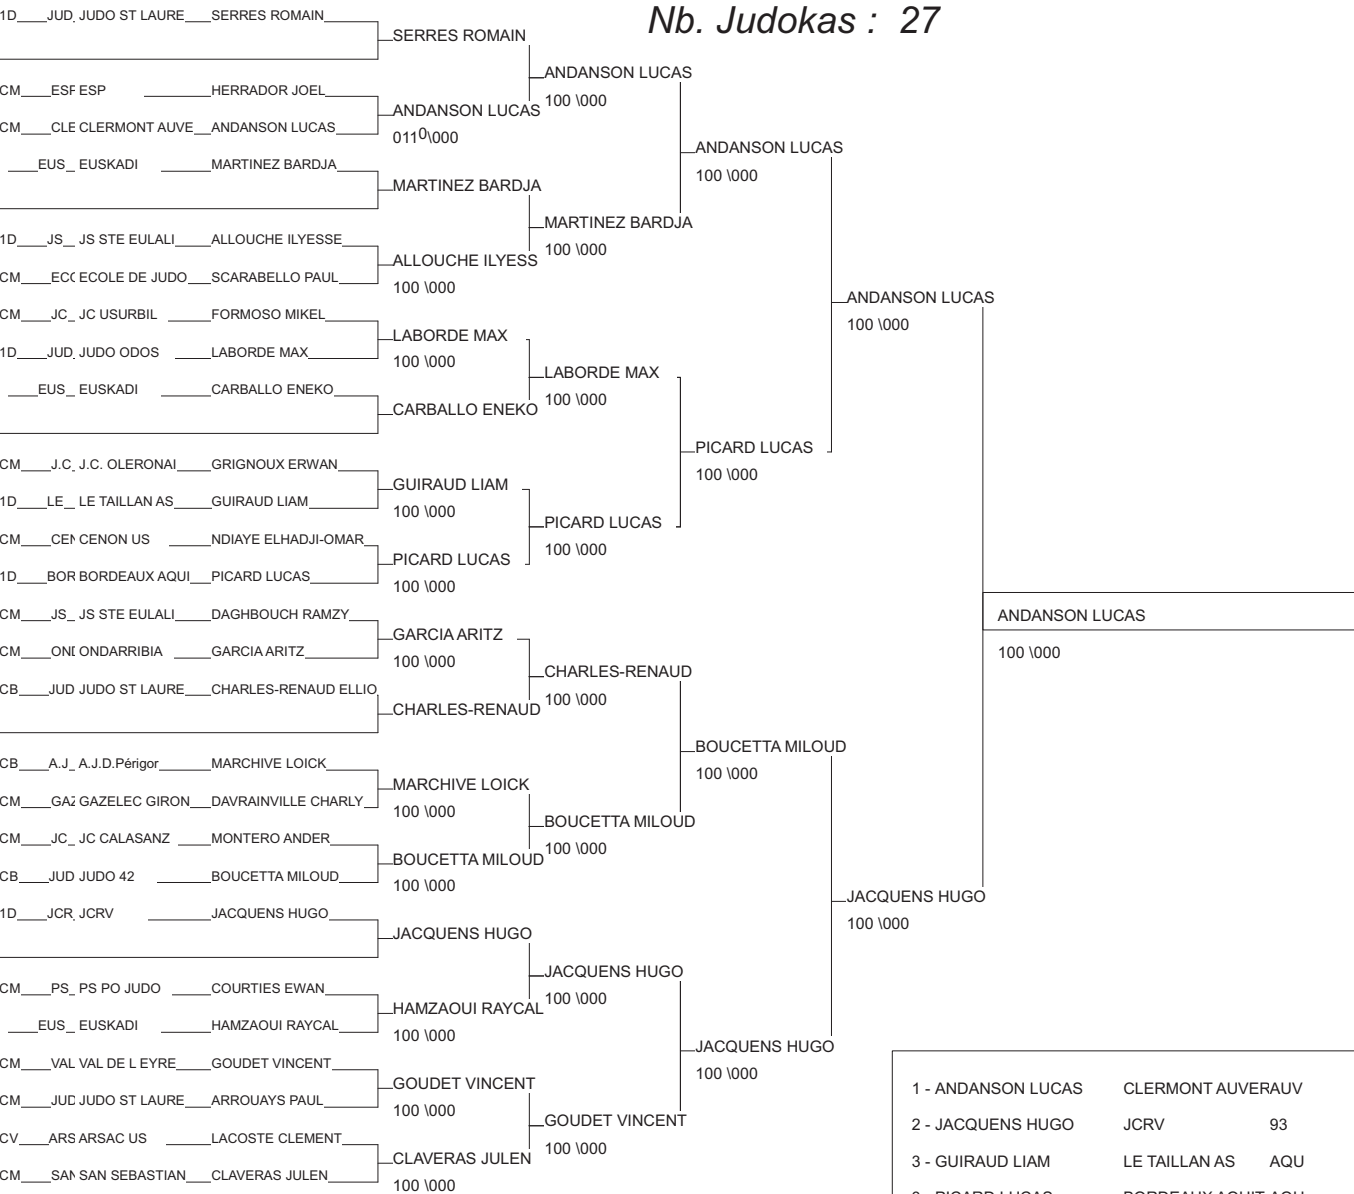 Nb. Judokas : 27
1D JUD JUDO ST LAURE SERRES ROMAIN
CM ESP ESP HERRADOR JOEL
CM CLE CLERMONT AUVE ANDANSON LUCAS
EUS EUSKADI MARTINEZ BARDJA
1D JS JS STE EULALI ALLOUCHE ILYESSE
CM ECO ECOLE DE JUDO SCARABELLO PAUL
CM JC JC USURBIL FORMOSO MIKEL
1D JUD JUDO ODOS LABORDE MAX
EUS EUSKADI CARBALLO ENEKO
CM J.C J.C. OLERONAI GRIGNOUX ERWAN
1D LE LE TAILLAN AS GUIRAUD LIAM
CM CEN CENON US NDIAYE ELHADJI-OMAR
1D BOR BORDEAUX AQUI PICARD LUCAS
CM JS JS STE EULALI DAGHBOUCH RAMZY
CM OND ONDARRIBIA GARCIA ARITZ
CB JUD JUDO ST LAURE CHARLES-RENAUD ELLIO
CB A.J A.J.D.Périgor MARCHIVE LOICK
CM GAZ GAZELEC GIRON DAVRAINVILLE CHARLY
CM JC JC CALASANZ MONTERO ANDER
CB JUD JUDO 42 BOUCETTA MILOUD
1D JCR JCRV JACQUENS HUGO
CM PS PS PO JUDO COURTIES EWAN
EUS EUSKADI HAMZAOUI RAYCAL
CM VAL VAL DE L EYRE GOUDET VINCENT
CM JUD JUDO ST LAURE ARROUAYS PAUL
CV ARS ARSAC US LACOSTE CLEMENT
CM SAN SAN SEBASTIAN CLAVERAS JULEN
SERRES ROMAIN
ANDANSON LUCAS
0110\000
MARTINEZ BARDJA
ALLOUCHE ILYESS
100 \000
LABORDE MAX
100 \000
CARBALLO ENEKO
GUIRAUD LIAM
100 \000
PICARD LUCAS
100 \000
GARCIA ARITZ
100 \000
CHARLES-RENAUD
MARCHIVE LOICK
100 \000
BOUCETTA MILOUD
100 \000
JACQUENS HUGO
HAMZAOUI RAYCAL
100 \000
GOUDET VINCENT
100 \000
CLAVERAS JULEN
100 \000
ANDANSON LUCAS
100 \000
MARTINEZ BARDJA
100 \000
LABORDE MAX
100 \000
PICARD LUCAS
100 \000
CHARLES-RENAUD
100 \000
BOUCETTA MILOUD
100 \000
JACQUENS HUGO
100 \000
GOUDET VINCENT
100 \000
ANDANSON LUCAS
100 \000
PICARD LUCAS
100 \000
BOUCETTA MILOUD
100 \000
JACQUENS HUGO
100 \000
ANDANSON LUCAS
100 \000
JACQUENS HUGO
100 \000
ANDANSON LUCAS
100 \000
1 - ANDANSON LUCAS CLERMONT AUVERAUV
2 - JACQUENS HUGO JCRV 93
3 - GUIRAUD LIAM LE TAILLAN AS AQU
PICARD LUCAS BORDEAUX AQUIT AQU